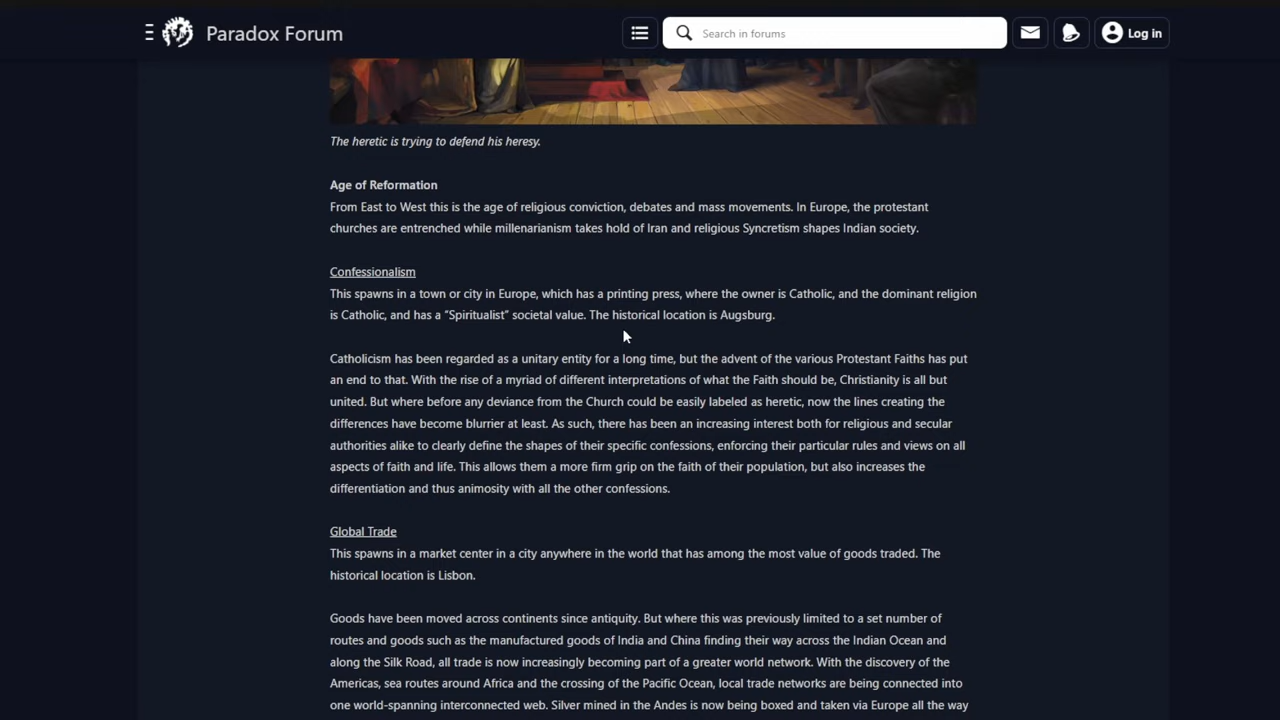 Paradox Forum
Search in forums
Log in
The heretic is trying to defend his heresy.
Age of Reformation
From East to West this is the age of religious conviction, debates and mass movements. In Europe, the protestant
churches are entrenched while millenarianism takes hold of Iran and religious Syncretism shapes Indian society.
Confessionalism
This spawns in a town or city in Europe, which has a printing press, where the owner is Catholic, and the dominant religion
is Catholic, and has a “Spiritualist” societal value. The historical location is Augsburg.
Catholicism has been regarded as a unitary entity for a long time, but the advent of the various Protestant Faiths has put
an end to that. With the rise of a myriad of different interpretations of what the Faith should be, Christianity is all but
united. But where before any deviance from the Church could be easily labeled as heretic, now the lines creating the
differences have become blurrier at least. As such, there has been an increasing interest both for religious and secular
authorities alike to clearly define the shapes of their specific confessions, enforcing their particular rules and views on all
aspects of faith and life. This allows them a more firm grip on the faith of their population, but also increases the
differentiation and thus animosity with all the other confessions.
Global Trade
This spawns in a market center in a city anywhere in the world that has among the most value of goods traded. The
historical location is Lisbon.
Goods have been moved across continents since antiquity. But where this was previously limited to a set number of
routes and goods such as the manufactured goods of India and China finding their way across the Indian Ocean and
along the Silk Road, all trade is now increasingly becoming part of a greater world network. With the discovery of the
Americas, sea routes around Africa and the crossing of the Pacific Ocean, local trade networks are being connected into
one world-spanning interconnected web. Silver mined in the Andes is now being boxed and taken via Europe all the way